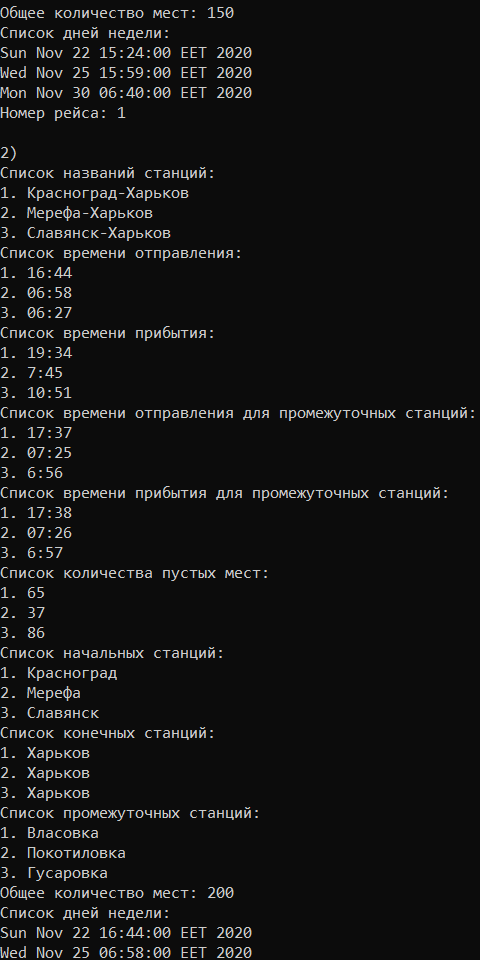 Общее количество мест: 150
Список дней недели:
Sun Nov 22 15:24:00 EET 2020
Wed Nov 25 15:59:00 EET 2020
Mon Nov 30 06:40:00 EET 2020
Номер рейса: 1
2)
Список названий станций:
1. Красноград-Харьков
2. Мерефа-Харьков
3. Славянск-Харьков
Список времени отправления:
1. 16:44
2. 06:58
3. 06:27
Список времени прибытия:
1. 19:34
2. 7:45
3. 10:51
Список времени отправления для промежуточных станций:
1. 17:37
2. 07:25
3. 6:56
Список времени прибытия для промежуточных станций:
1. 17:38
2. 07:26
3. 6:57
Список количества пустых мест:
1. 65
2. 37
3. 86
Список начальных станций:
1. Красноград
2. Мерефа
3. Славянск
Список конечных станций:
1. Харьков
2. Харьков
3. Харьков
Список промежуточных станций:
1. Власовка
2. Покотиловка
3. Гусаровка
Общее количество мест: 200
Список дней недели:
Sun Nov 22 16:44:00 EET 2020
Wed Nov 25 06:58:00 EET 2020